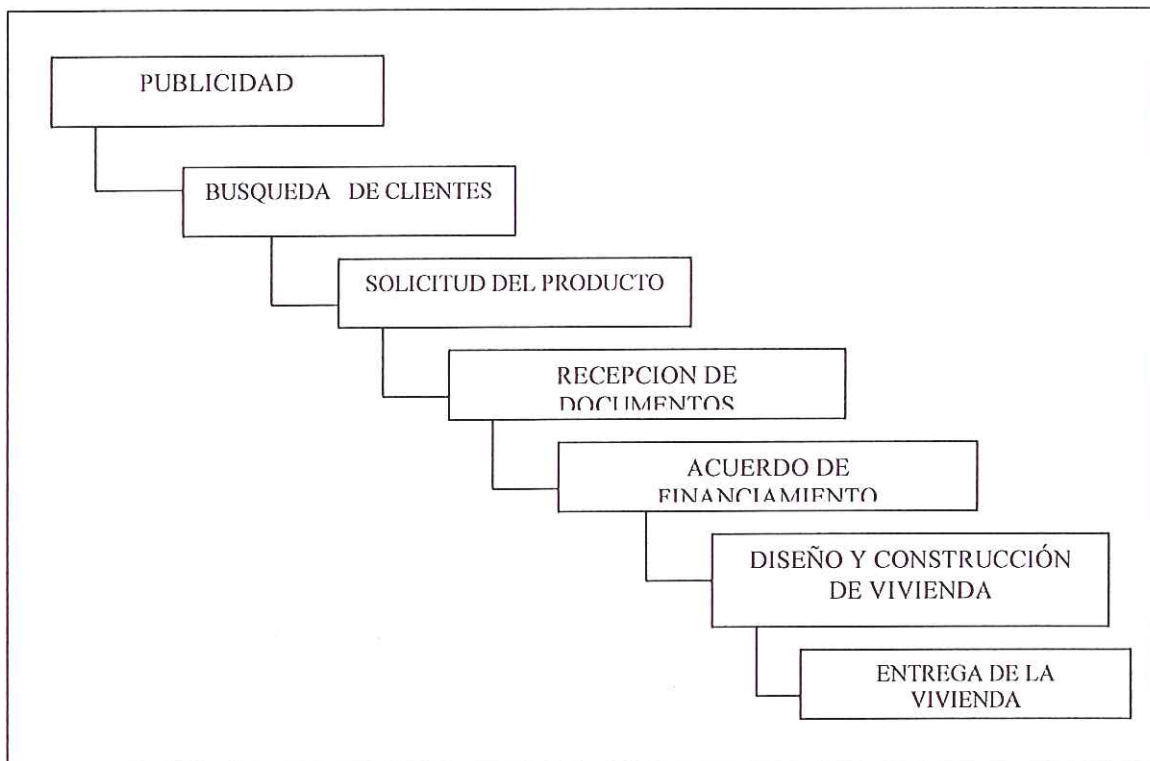 PUBLICIDAD
BUSQUEDA DE CLIENTES
SOLICITUD DEL PRODUCTO
RECEPCION DE
DOCUMENTOS
ACUERDO DE
FINANCIAMIENTO
DISEÑO Y CONSTRUCCIÓN
DE VIVIENDA
ENTREGA DE LA
VIVIENDA